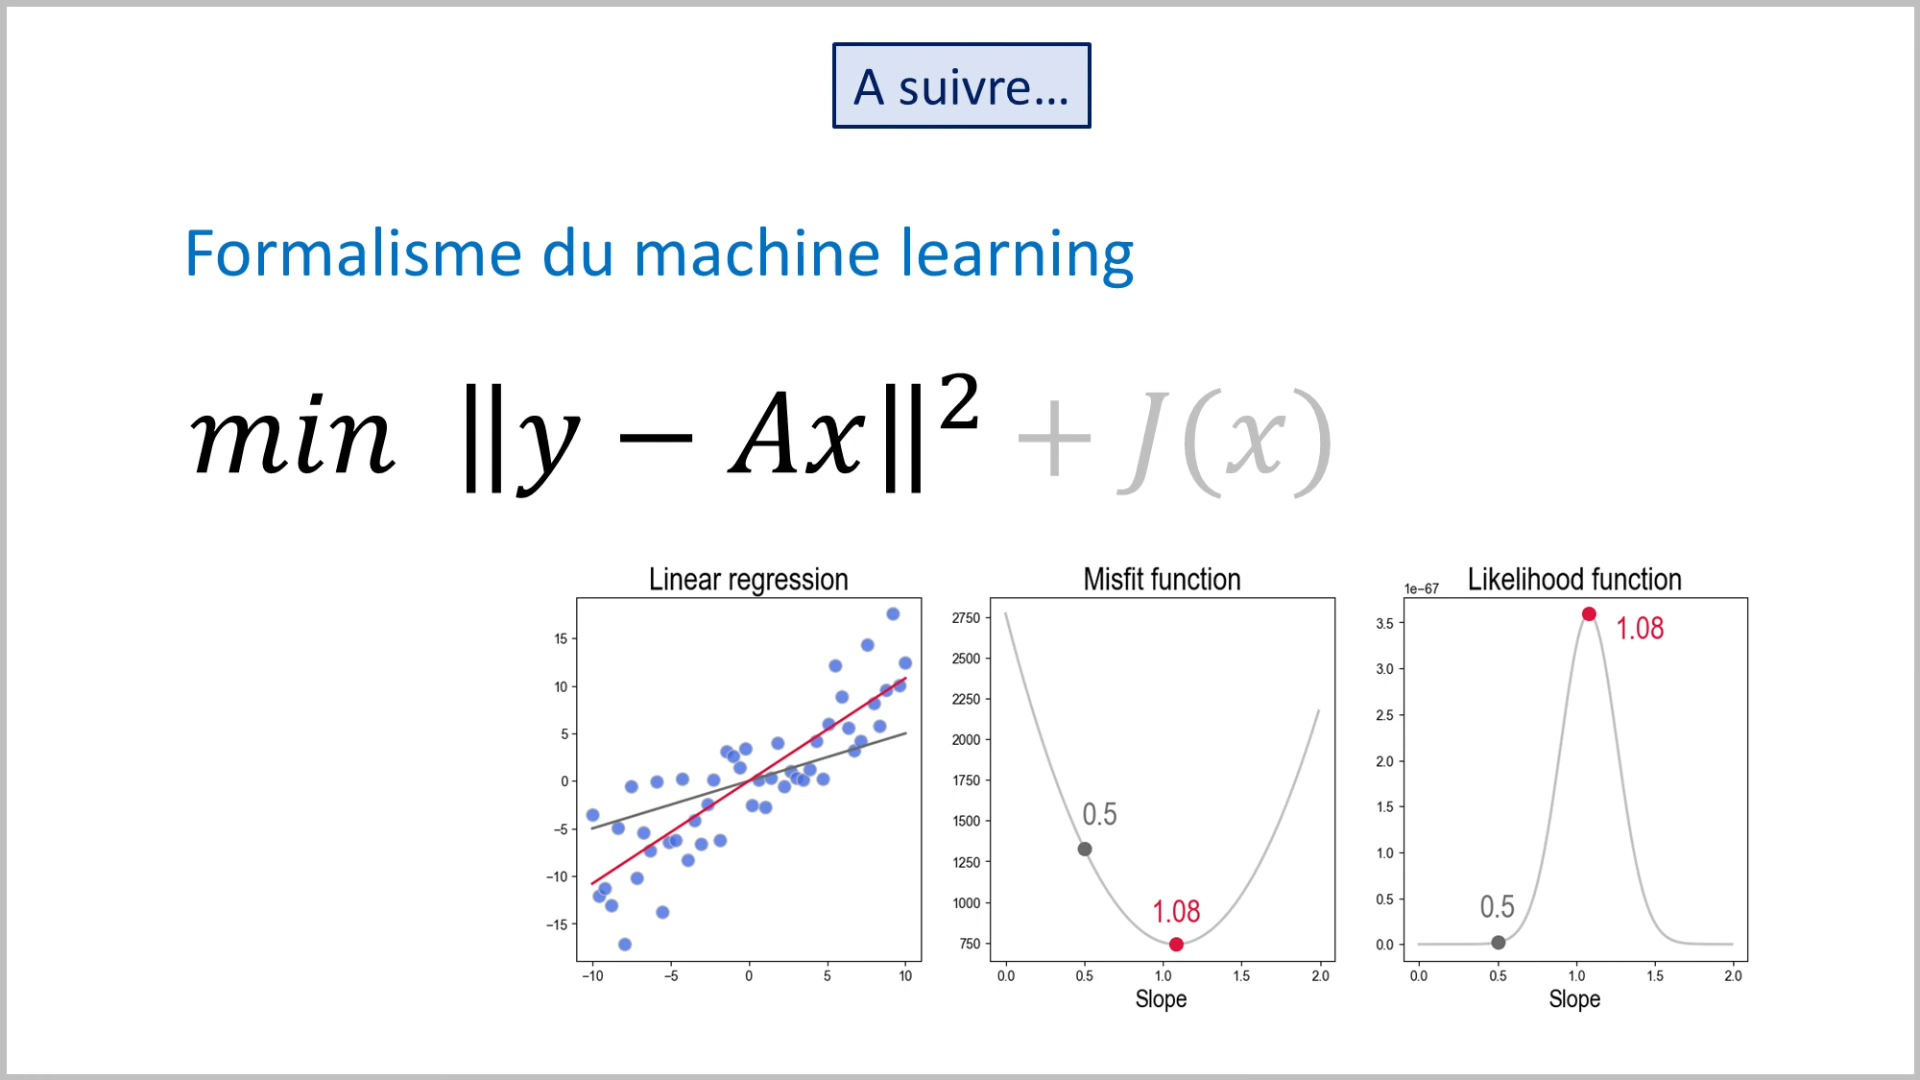 A suivre...
Formalisme du machine learning
min ‖y − Ax‖² + J(x)
Linear regression
15
10
5
0
−5
−10
−15
−10 −5 0 5 10
Misfit function
2750
2500
2250
2000
1750
1500
1250
1000
750
0.5
1.08
0.0 0.5 1.0 1.5 2.0
Slope
1e−67
Likelihood function
3.5
3.0
2.5
2.0
1.5
1.0
0.5
0.0
1.08
0.5
0.0 0.5 1.0 1.5 2.0
Slope